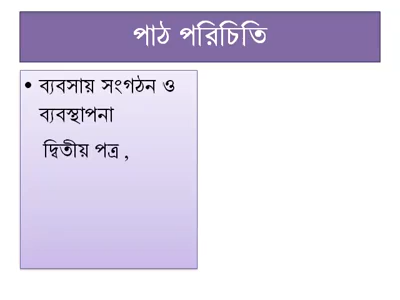 পাঠ পরিচিতি
• ব্যবসায় সংগঠন ও
ব্যবস্থাপনা
দ্বিতীয় পত্র ,